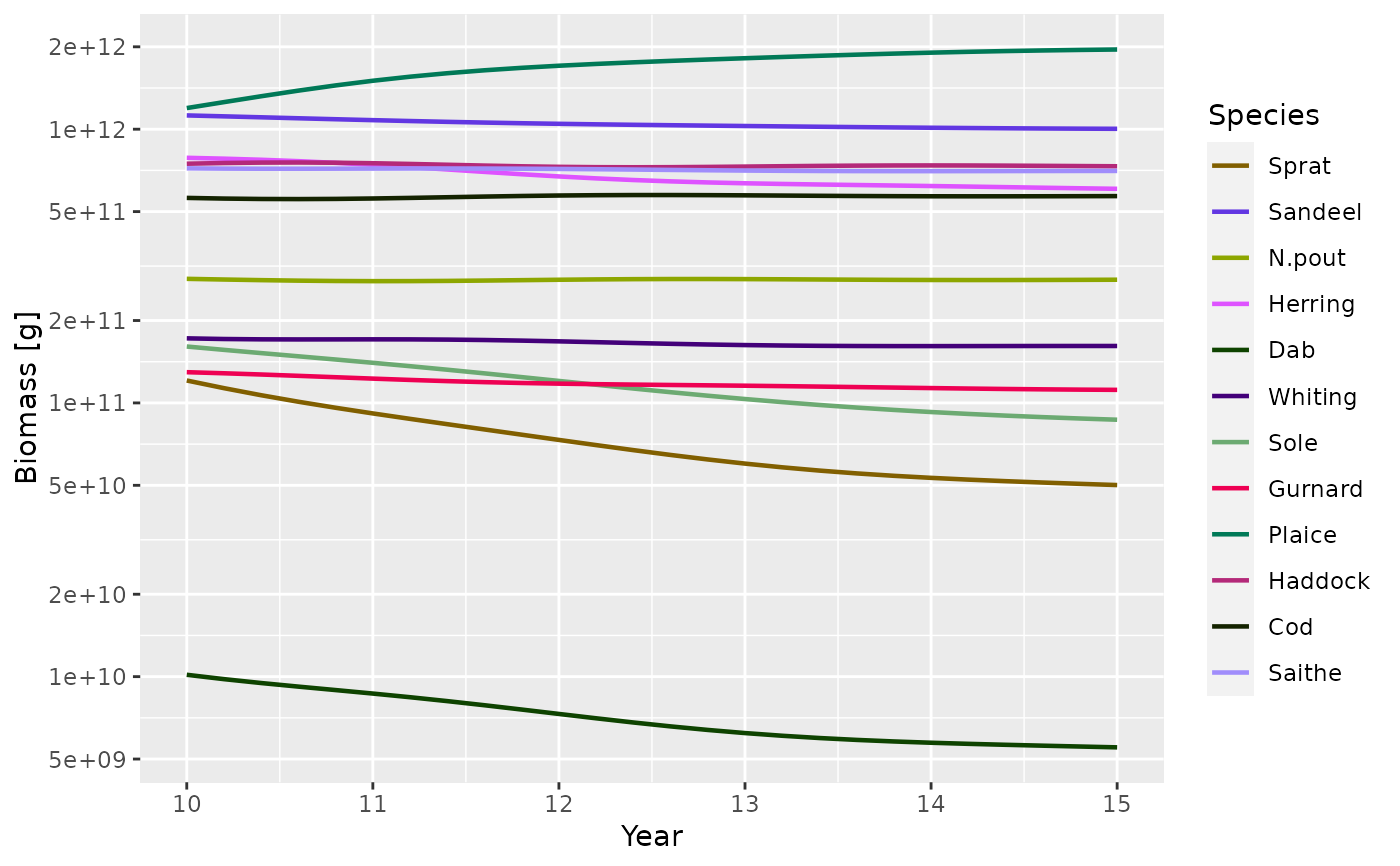 2e+12
1e+12
5e+11
2e+11
1e+11
5e+10
2e+10
1e+10
5e+09
Biomass [g]
10 11 12 13 14 15
Year
Species
Sprat
Sandeel
N.pout
Herring
Dab
Whiting
Sole
Gurnard
Plaice
Haddock
Cod
Saithe